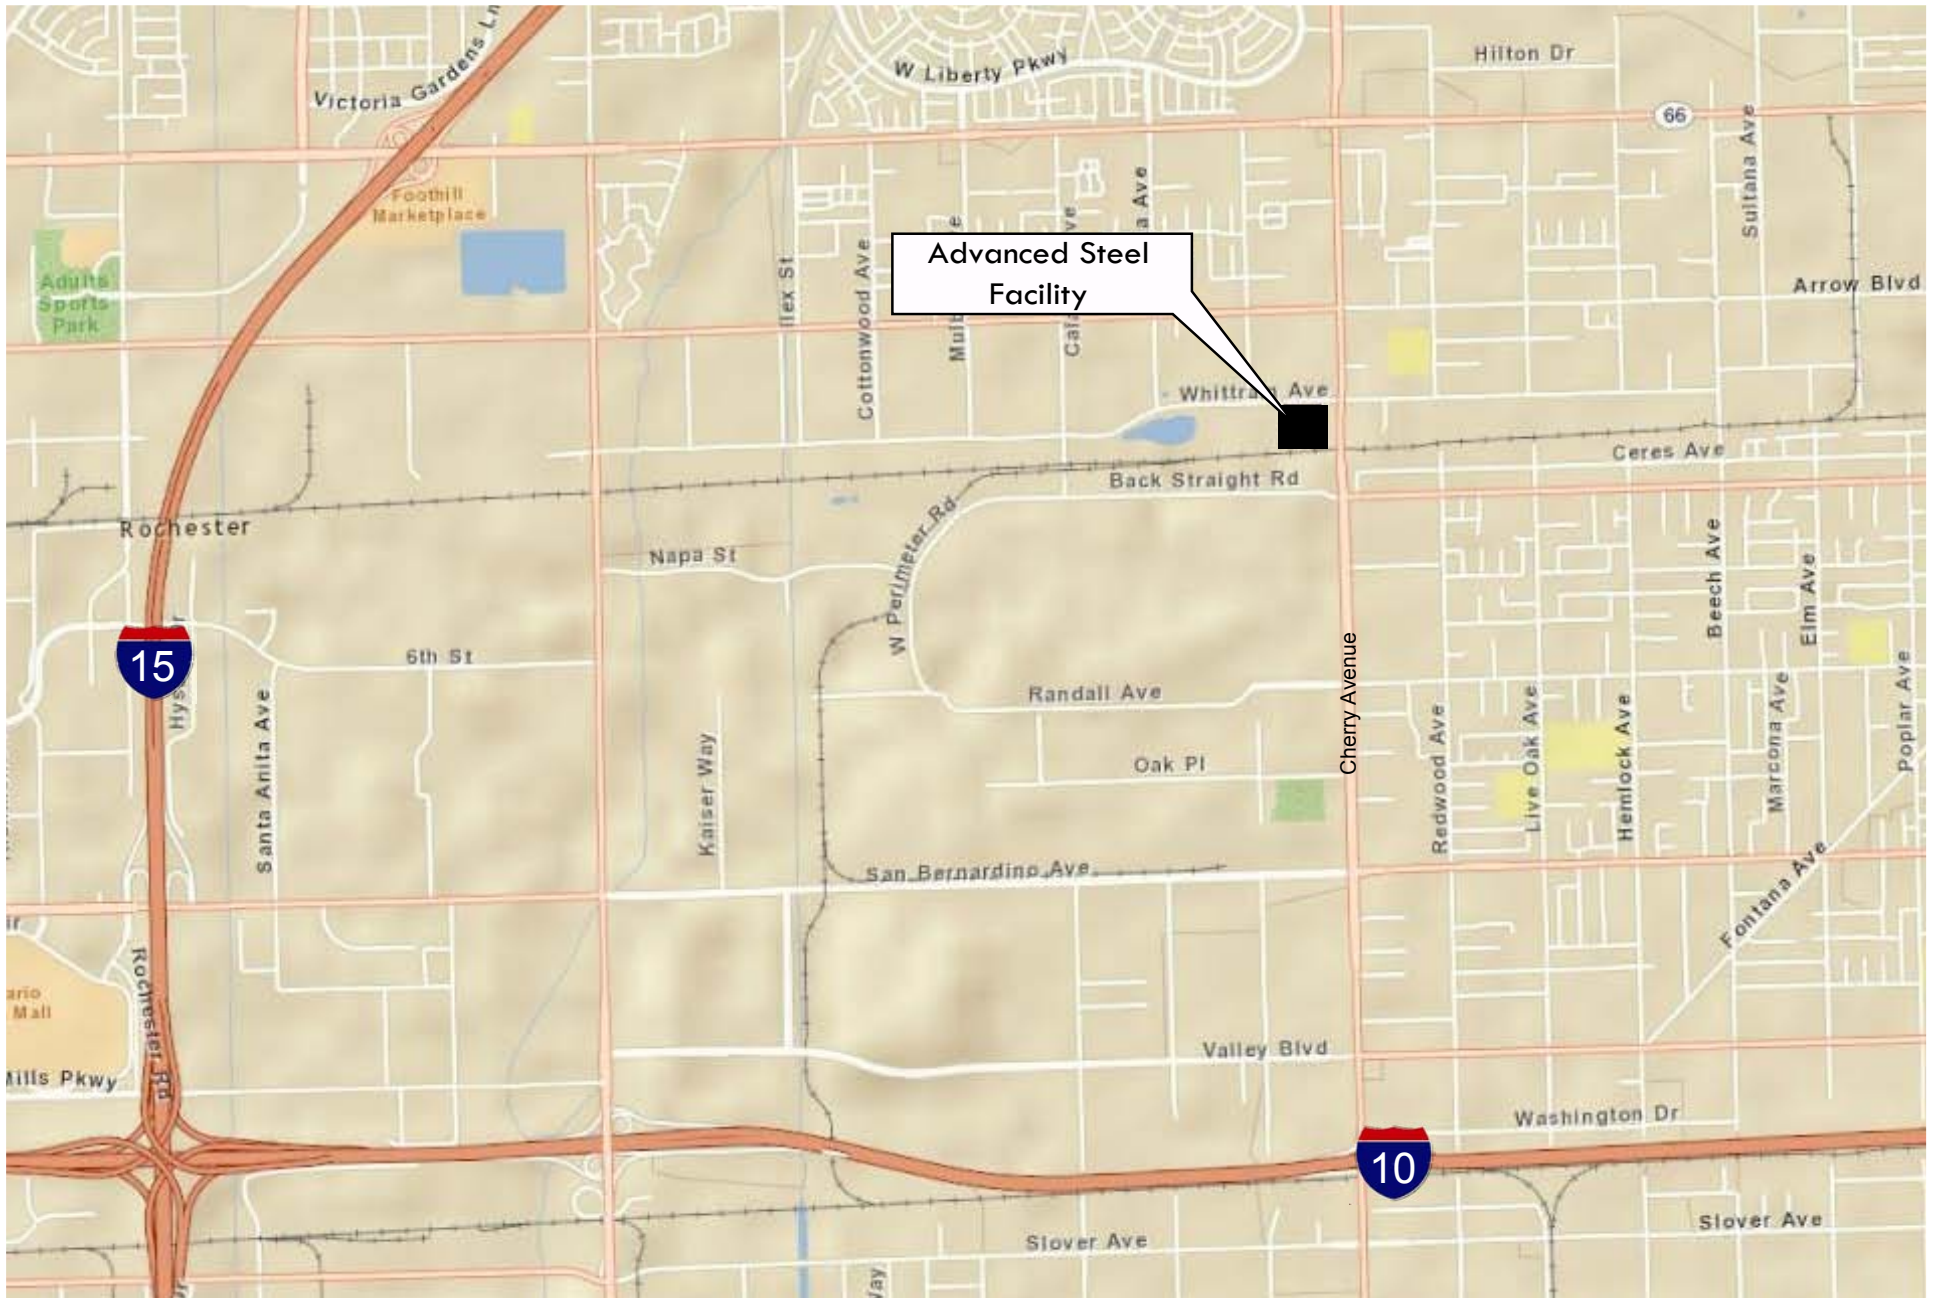 Victoria Gardens Ln
W Liberty Pkwy
Hilton Dr
66
Sultana Ave
Foothill
Marketplace
a Ave
Adults
Sports
Park
Ilex St
Cottonwood Ave
Advanced Steel
Facility
Arrow Blvd
Whittram Ave
Ceres Ave
Back Straight Rd
Rochester
Napa St
W Perimeter Rd
Beech Ave
Elm Ave
15
6th St
Santa Anita Ave
Kaiser Way
Randall Ave
Cherry Avenue
Oak Pl
Redwood Ave
Live Oak Ave
Hemlock Ave
Marcona Ave
Poplar Ave
San Bernardino Ave
Fontana Ave
ario
Mall
Rochester Rd
Mills Pkwy
Valley Blvd
Washington Dr
10
Slover Ave
Slover Ave
Way